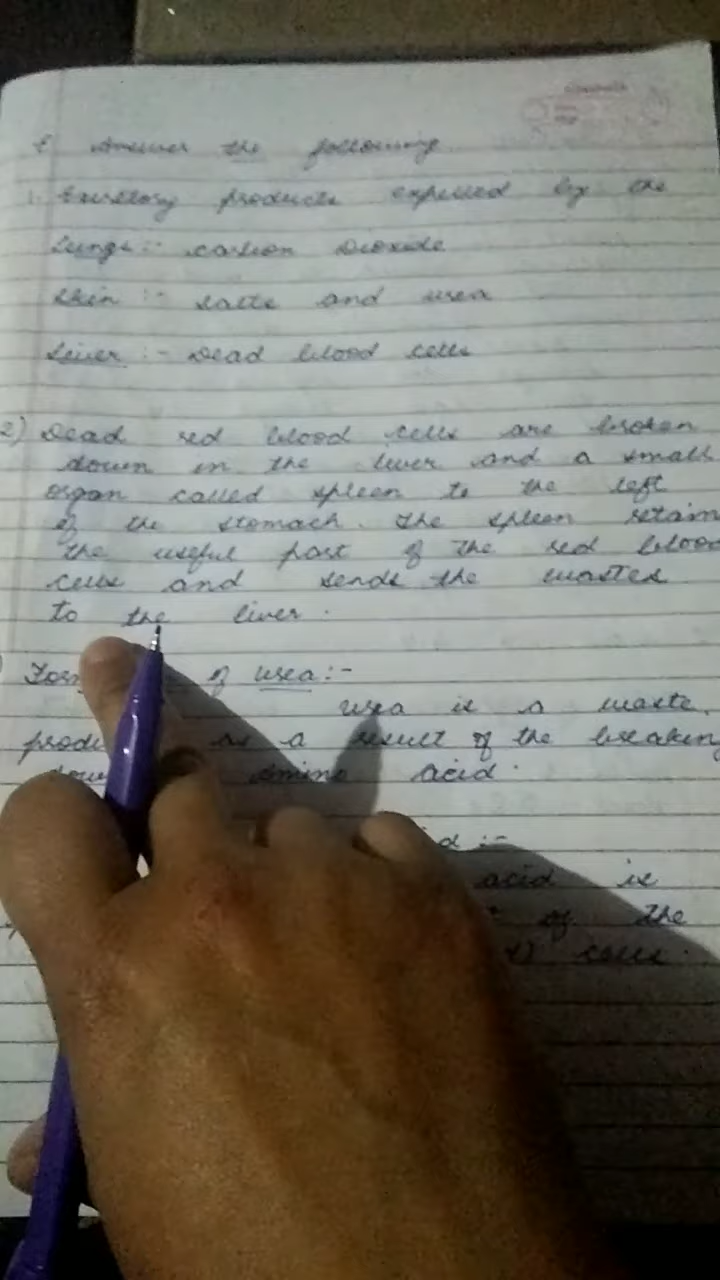 Answer the following
1. Excretory products expelled by the
Lungs :- carbon Dioxide
Skin :- salts and urea
Liver :- Dead blood cells
2) Dead red blood cells are broken
down in the liver and a small
organ called spleen to the left
of the stomach. The spleen retain
the useful part of the red blood
cells and sends the wastes
to the liver.
of urea :-
urea is a waste
as a result of the breaking
amino acid.
:-
acid is
of the
cells.